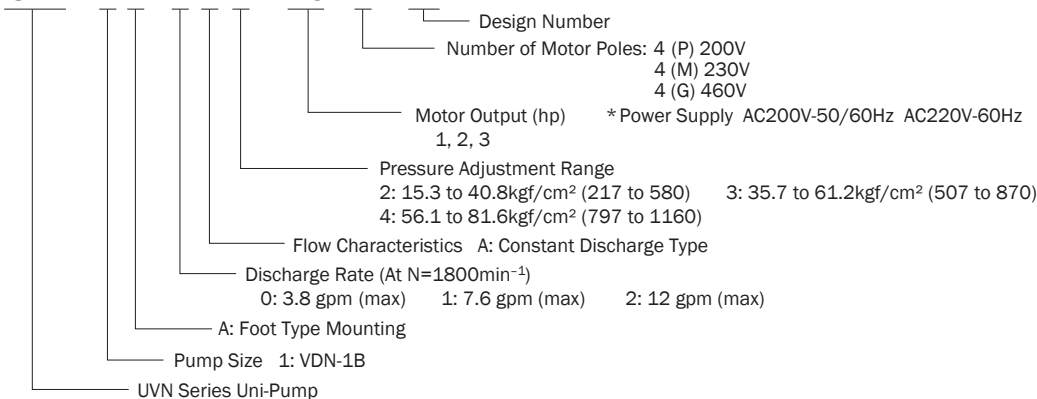 Design Number
Number of Motor Poles: 4 (P) 200V
4 (M) 230V
4 (G) 460V
Motor Output (hp) *Power Supply AC200V-50/60Hz AC220V-60Hz
1, 2, 3
Pressure Adjustment Range
2: 15.3 to 40.8kgf/cm² (217 to 580) 3: 35.7 to 61.2kgf/cm² (507 to 870)
4: 56.1 to 81.6kgf/cm² (797 to 1160)
Flow Characteristics A: Constant Discharge Type
Discharge Rate (At N=1800min⁻¹)
0: 3.8 gpm (max) 1: 7.6 gpm (max) 2: 12 gpm (max)
A: Foot Type Mounting
Pump Size 1: VDN-1B
UVN Series Uni-Pump